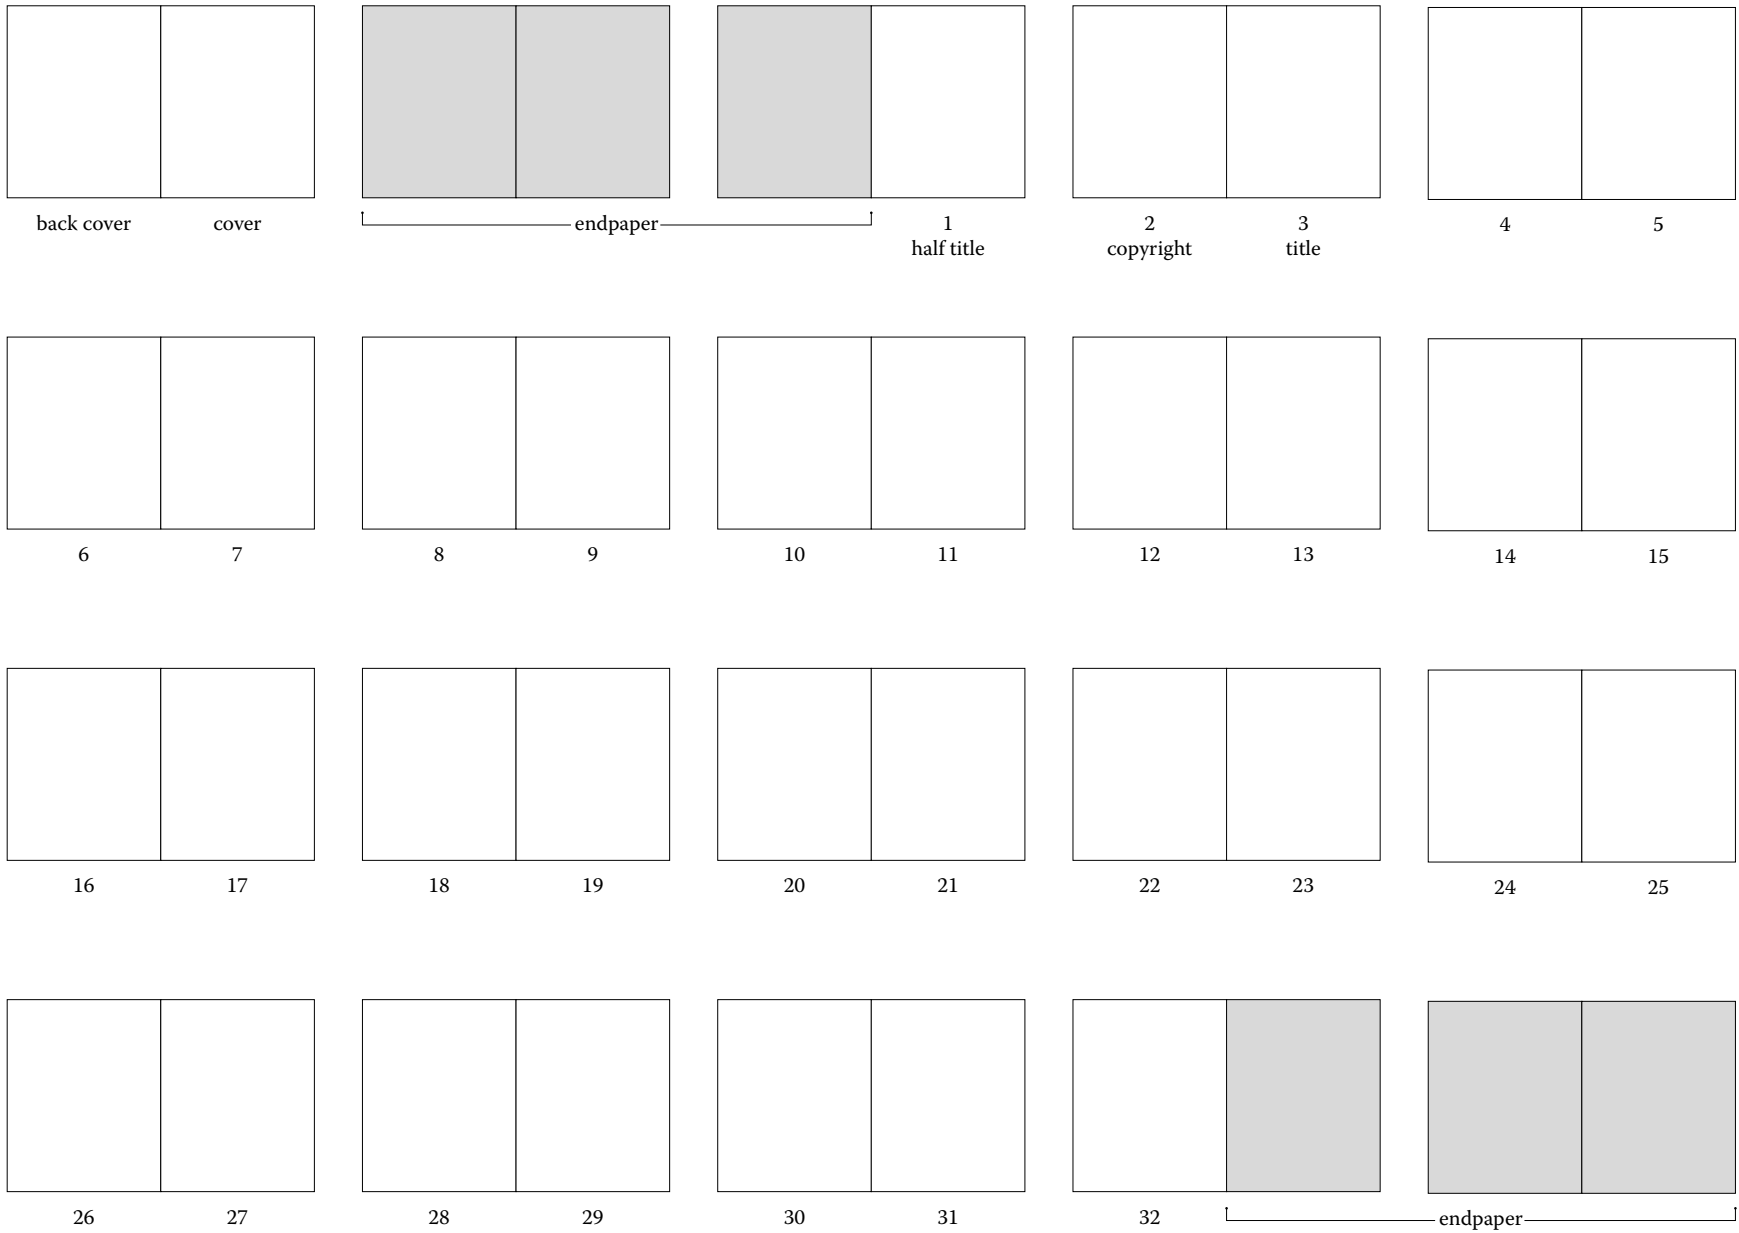 back cover cover endpaper 1 2 3 4 5
half title copyright title
6 7 8 9 10 11 12 13 14 15
16 17 18 19 20 21 22 23 24 25
26 27 28 29 30 31 32 endpaper